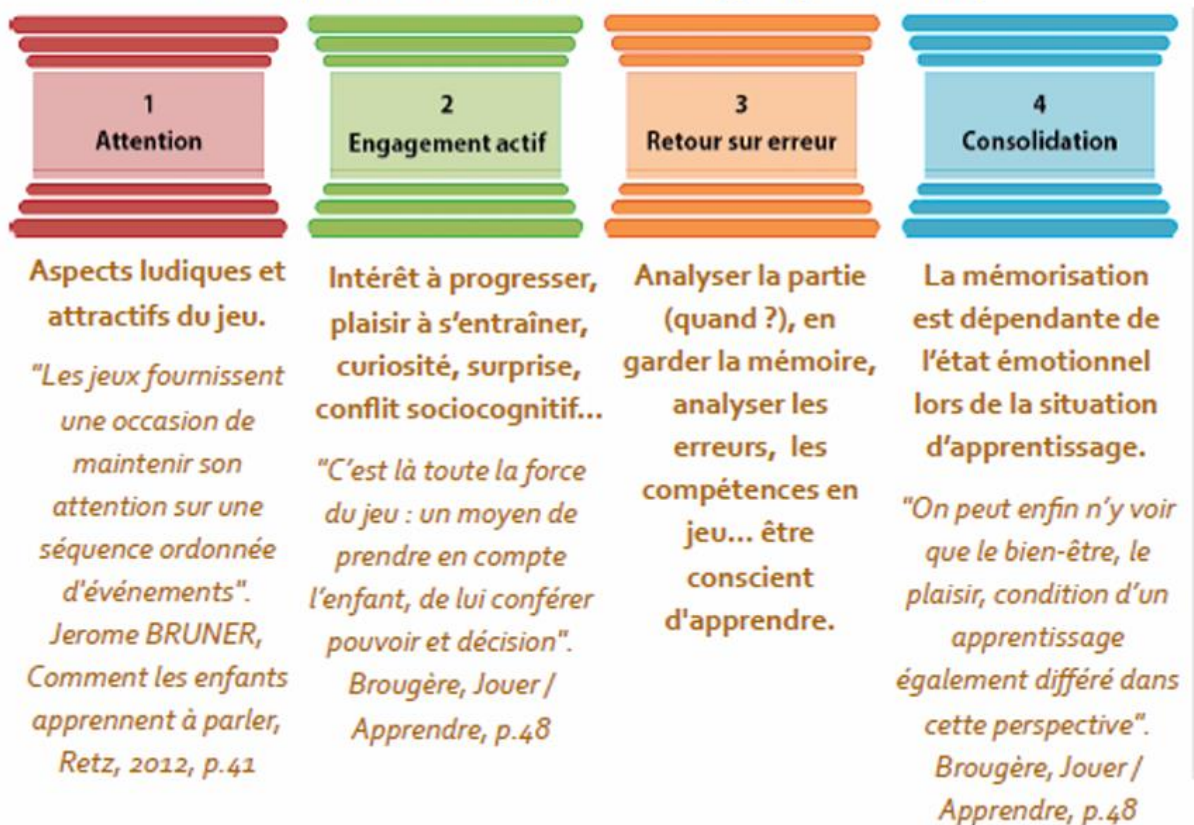 1
Attention
Aspects ludiques et
attractifs du jeu.
"Les jeux fournissent
une occasion de
maintenir son
attention sur une
séquence ordonnée
d'événements".
Jerome BRUNER,
Comment les enfants
apprennent à parler,
Retz, 2012, p.41
2
Engagement actif
Intérêt à progresser,
plaisir à s'entraîner,
curiosité, surprise,
conflit sociocognitif...
"C'est là toute la force
du jeu : un moyen de
prendre en compte
l'enfant, de lui conférer
pouvoir et décision".
Brougère, Jouer /
Apprendre, p.48
3
Retour sur erreur
Analyser la partie
(quand ?), en
garder la mémoire,
analyser les
erreurs, les
compétences en
jeu... être
conscient
d'apprendre.
4
Consolidation
La mémorisation
est dépendante de
l'état émotionnel
lors de la situation
d'apprentissage.
"On peut enfin n'y voir
que le bien-être, le
plaisir, condition d'un
apprentissage
également différé dans
cette perspective".
Brougère, Jouer /
Apprendre, p.48